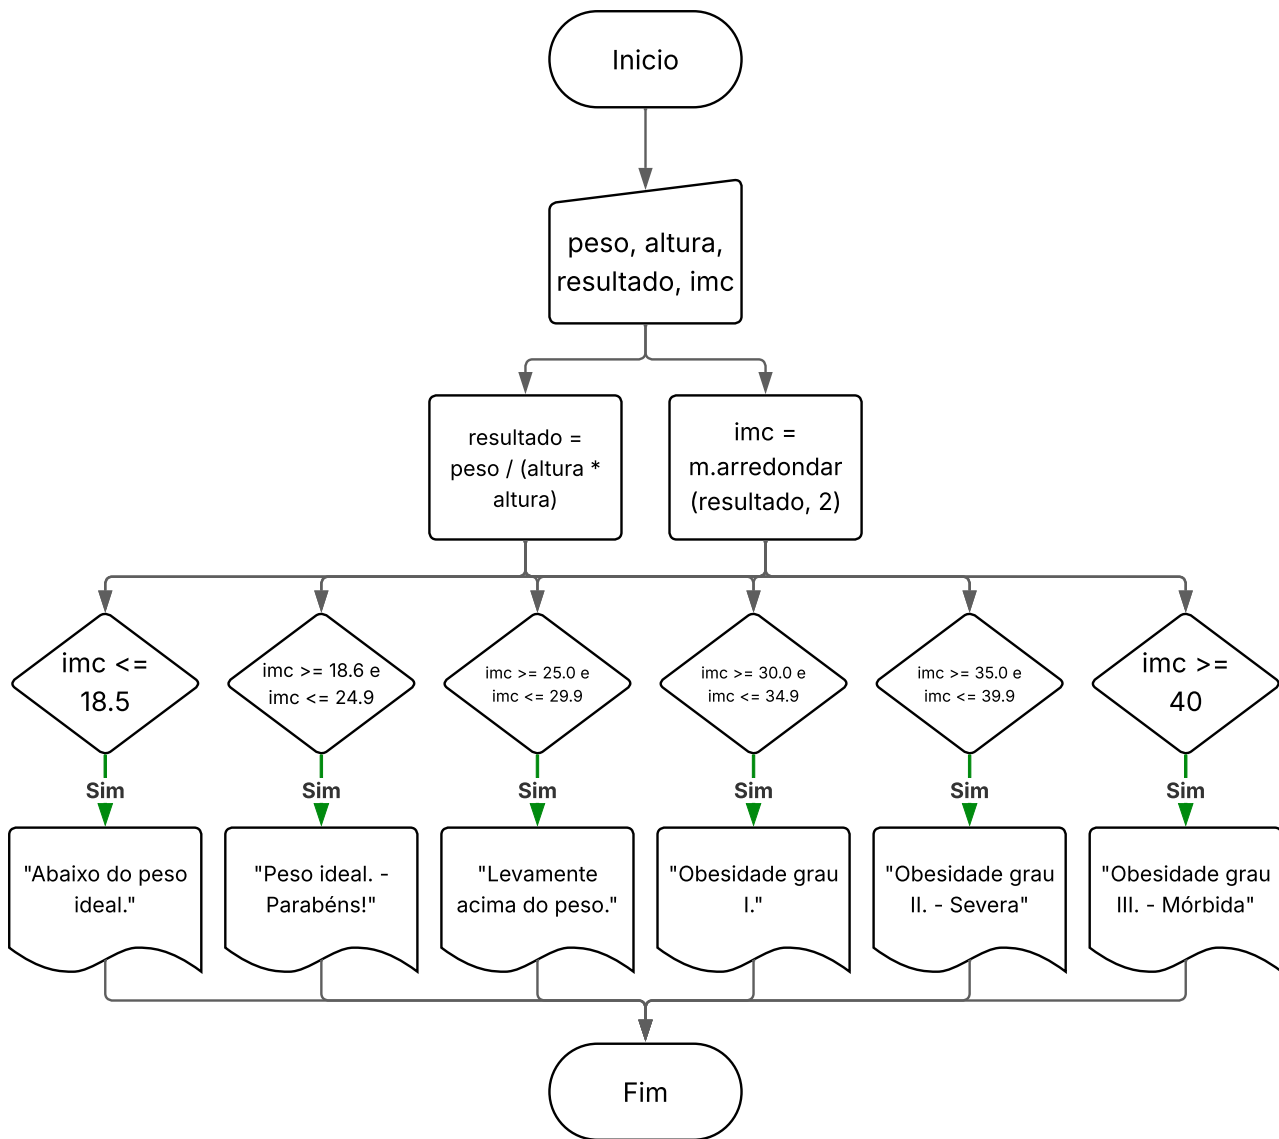 Inicio
peso, altura,
resultado, imc
resultado =
peso / (altura *
altura)
imc =
m.arredondar
(resultado, 2)
imc <=
18.5
imc >= 18.6 e
imc <= 24.9
imc >= 25.0 e
imc <= 29.9
imc >= 30.0 e
imc <= 34.9
imc >= 35.0 e
imc <= 39.9
imc >=
40
Sim
Sim
Sim
Sim
Sim
Sim
"Abaixo do peso
ideal."
"Peso ideal. -
Parabéns!"
"Levamente
acima do peso."
"Obesidade grau
I."
"Obesidade grau
II. - Severa"
"Obesidade grau
III. - Mórbida"
Fim